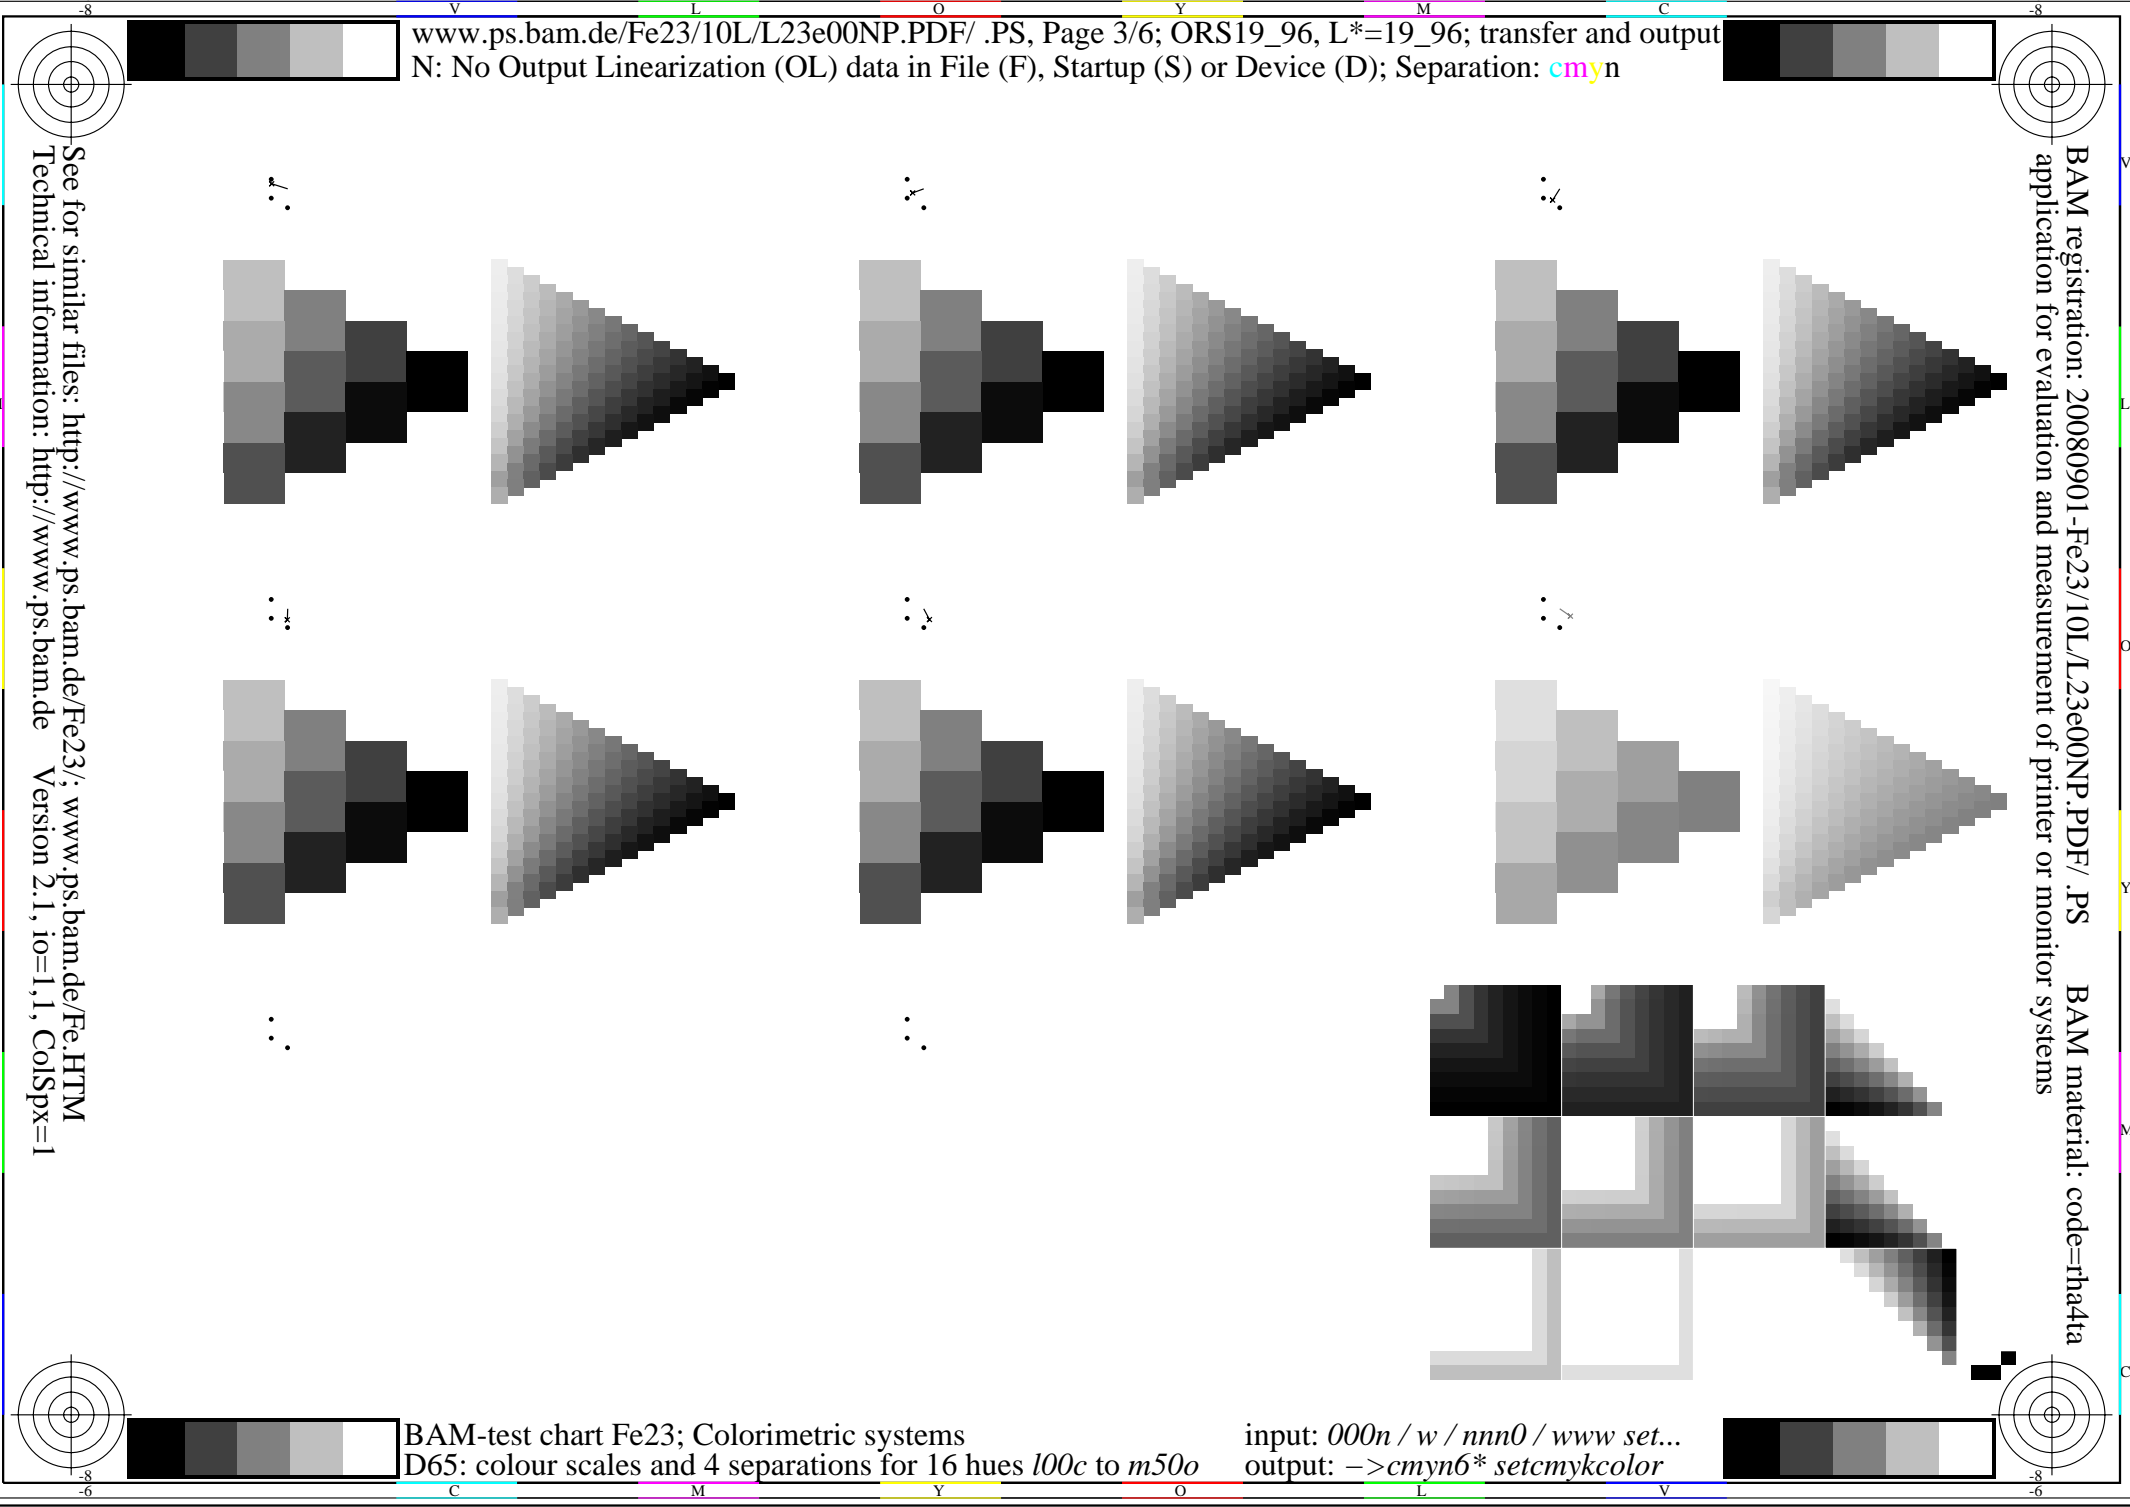 -8 V L O Y M C -8
www.ps.bam.de/Fe23/10L/L23e00NP.PDF/ .PS, Page 3/6; ORS19_96, L*=19_96; transfer and output
N: No Output Linearization (OL) data in File (F), Startup (S) or Device (D); Separation: cmyn
See for similar files: http://www.ps.bam.de/Fe23/; www.ps.bam.de/Fe.HTM
Technical information: http://www.ps.bam.de Version 2.1, io=1,1, ColSpx=1
BAM registration: 20080901-Fe23/10L/L23e00NP.PDF/ .PS BAM material: code=rha4ta
application for evaluation and measurement of printer or monitor systems
V
L
O
Y
M
C
BAM-test chart Fe23; Colorimetric systems
D65: colour scales and 4 separations for 16 hues l00c to m50o
input: 000n / w / nnn0 / www set...
output: −>cmyn6* setcmykcolor
-8 -8
-6 C M Y O L V -6